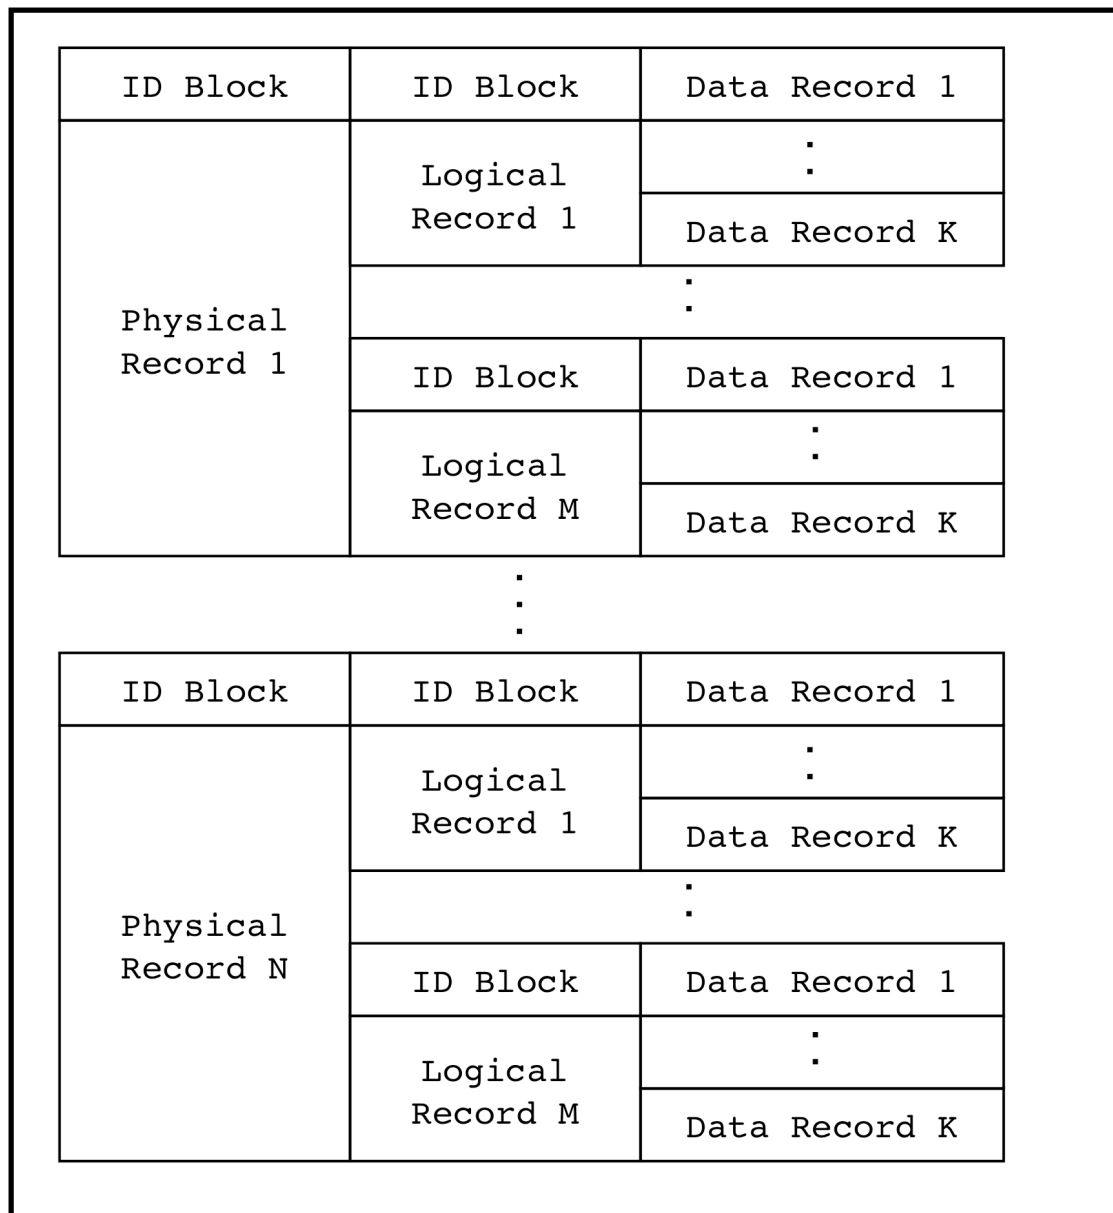 ID Block ID Block Data Record 1
:
Logical
Record 1
Data Record K
:
Physical
Record 1
ID Block Data Record 1
:
Logical
Record M
Data Record K
⋮
ID Block ID Block Data Record 1
:
Logical
Record 1
Data Record K
:
Physical
Record N
ID Block Data Record 1
:
Logical
Record M
Data Record K